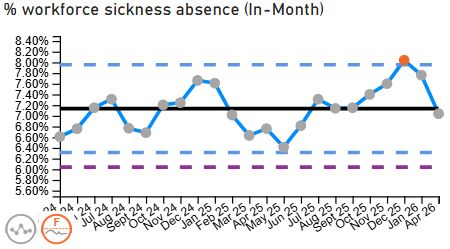 % workforce sickness absence (In-Month)
8.40%
8.20%
8.00%
7.80%
7.60%
7.40%
7.20%
7.00%
6.80%
6.60%
6.40%
6.20%
6.00%
5.80%
5.60%
24
24
24
Jul 24
Aug 24
Sept 24
Oct 24
Nov 24
Dec 24
Jan 25
Feb 25
Mar 25
Apr 25
May 25
Jun 25
Jul 25
Aug 25
Sept 25
Oct 25
Nov 25
Dec 25
Jan 26
Apr 26
F